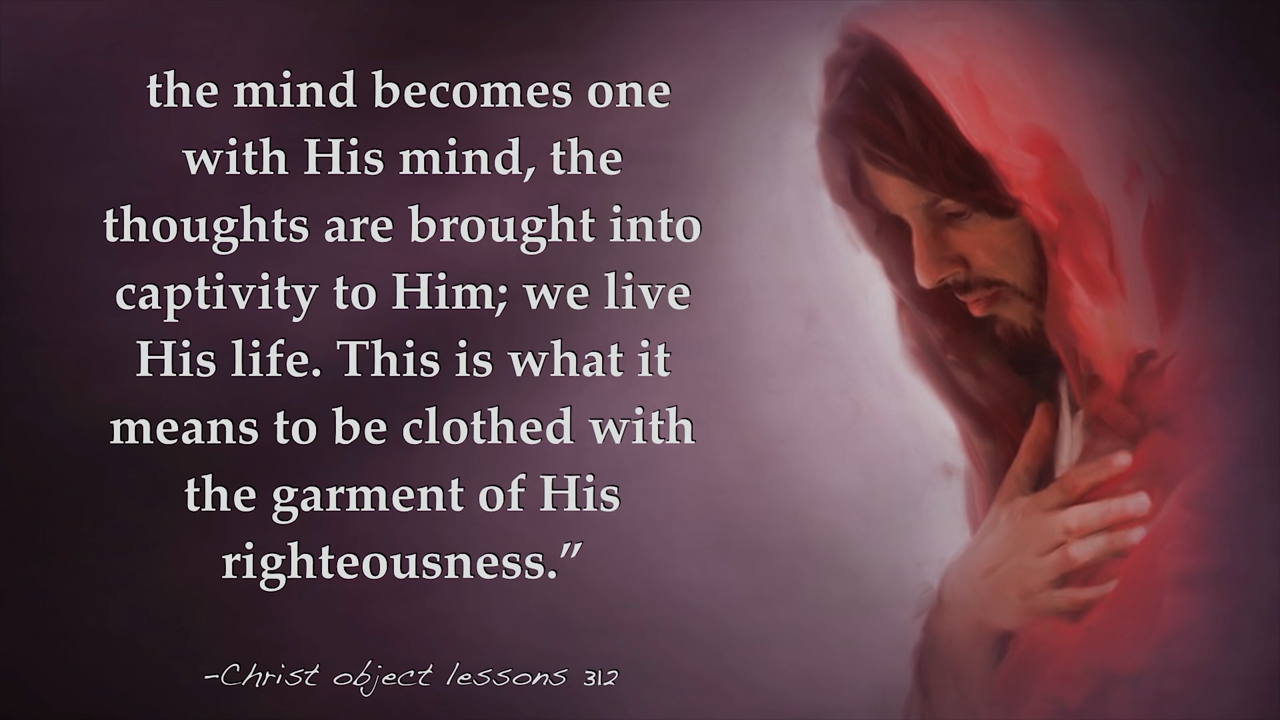 the mind becomes one
with His mind, the
thoughts are brought into
captivity to Him; we live
His life. This is what it
means to be clothed with
the garment of His
righteousness.”
-Christ object lessons 312